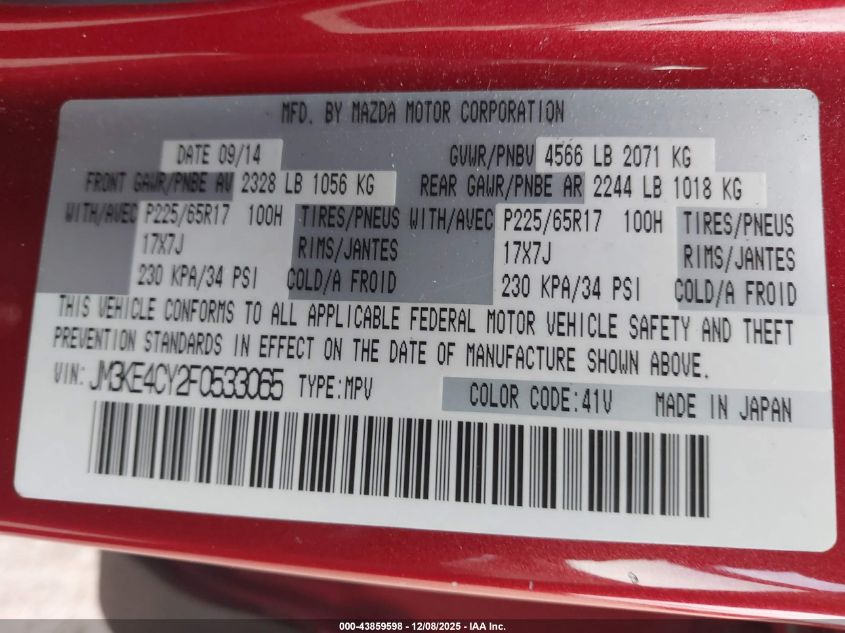 MFD. BY MAZDA MOTOR CORPORATION
DATE 09/14 GVWR/PNBV 4566 LB 2071 KG
FRONT GAWR/PNBE AV 2328 LB 1056 KG REAR GAWR/PNBE AR 2244 LB 1018 KG
WITH/AVEC P225/65R17 100H TIRES/PNEUS WITH/AVEC P225/65R17 100H TIRES/PNEUS
17X7J RIMS/JANTES 17X7J RIMS/JANTES
230 KPA/34 PSI COLD/A FROID 230 KPA/34 PSI COLD/A FROID
THIS VEHICLE CONFORMS TO ALL APPLICABLE FEDERAL MOTOR VEHICLE SAFETY AND THEFT
PREVENTION STANDARDS IN EFFECT ON THE DATE OF MANUFACTURE SHOWN ABOVE.
VIN: JM3KE4CY2F0533065 TYPE:MPV COLOR CODE:41V MADE IN JAPAN
000-43859598 - 12/08/2025 - IAA Inc.